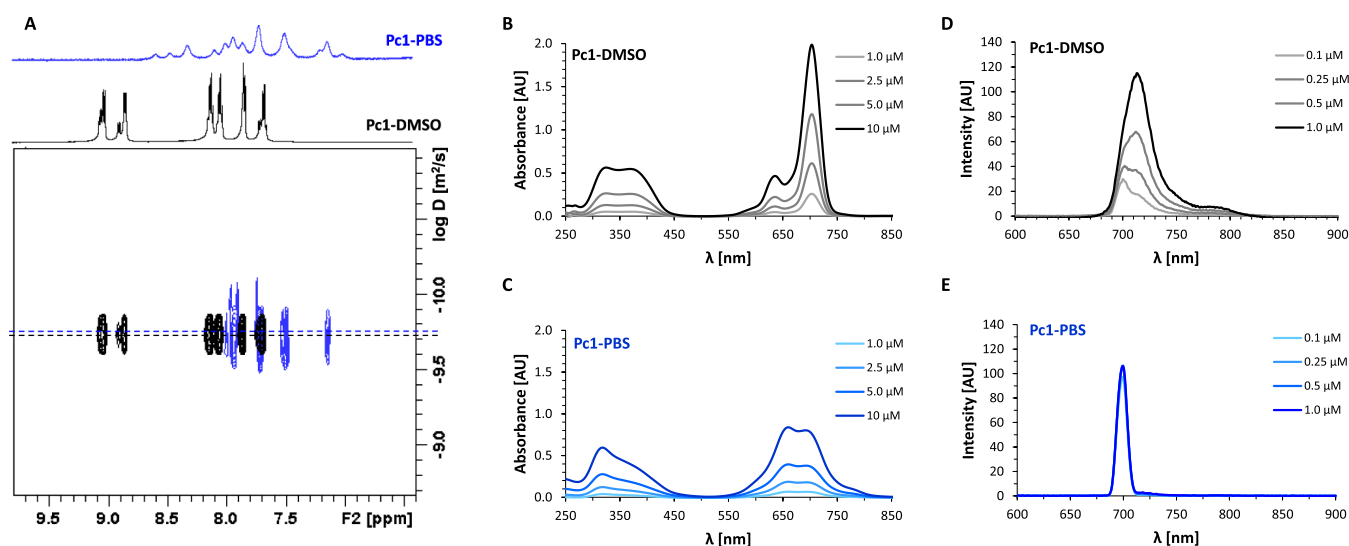 A
Pc1-PBS
Pc1-DMSO
log D [m²/s]
-10.0
-9.5
-9.0
9.5 9.0 8.5 8.0 7.5 F2 [ppm]
B
Pc1-DMSO
Absorbance [AU]
2.0
1.5
1.0
0.5
0.0
250 350 450 550 650 750 850
λ [nm]
1.0 µM
2.5 µM
5.0 µM
10 µM
C
Pc1-PBS
Absorbance [AU]
2.0
1.5
1.0
0.5
0.0
250 350 450 550 650 750 850
λ [nm]
1.0 µM
2.5 µM
5.0 µM
10 µM
D
Pc1-DMSO
Intensity [AU]
140
120
100
80
60
40
20
0
600 700 800 900
λ [nm]
0.1 µM
0.25 µM
0.5 µM
1.0 µM
E
Pc1-PBS
Intensity [AU]
140
120
100
80
60
40
20
0
600 700 800 900
λ [nm]
0.1 µM
0.25 µM
0.5 µM
1.0 µM